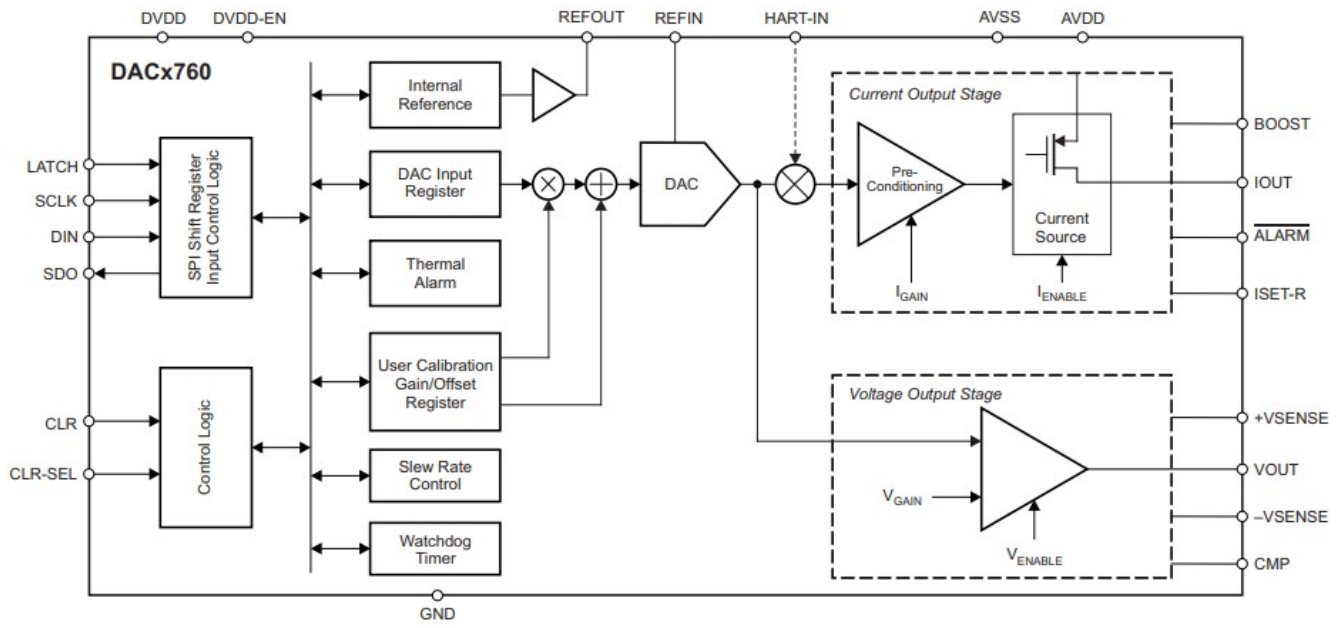 DVDD
DVDD-EN
REFOUT
REFIN
HART-IN
AVSS
AVDD
DACx760
Internal
Reference
Current Output Stage
BOOST
LATCH
SPI Shift Register
Input Control Logic
DAC Input
Register
DAC
Pre-
Conditioning
IOUT
SCLK
Current
Source
DIN
ALARM
SDO
Thermal
Alarm
IGAIN
IENABLE
ISET-R
User Calibration
Gain/Offset
Register
Voltage Output Stage
CLR
Control Logic
+VSENSE
CLR-SEL
Slew Rate
Control
VOUT
VGAIN
–VSENSE
Watchdog
Timer
VENABLE
CMP
GND